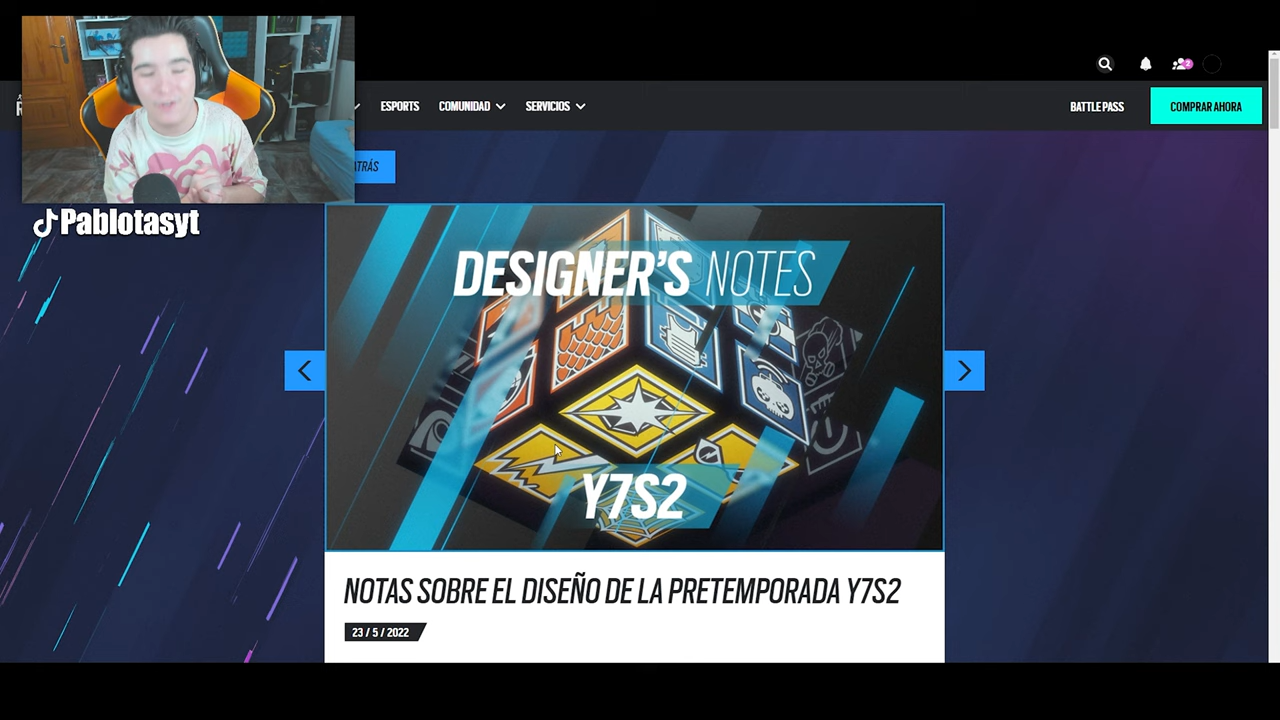 ESPORTS
COMUNIDAD
SERVICIOS
BATTLE PASS
COMPRAR AHORA
ATRÁS
Pablotasyt
DESIGNER'S NOTES
Y7S2
NOTAS SOBRE EL DISEÑO DE LA PRETEMPORADA Y7S2
23 / 5 / 2022